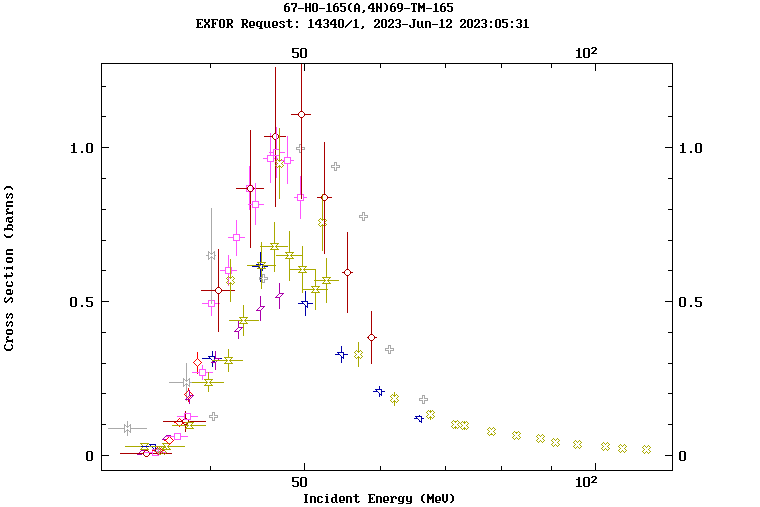 67-HO-165(A,4N)69-TM-165
EXFOR Request: 14340/1, 2023-Jun-12 2023:05:31
50 10²
1.0 1.0
0.5 0.5
0 0
50 10²
Cross Section (barns)
Incident Energy (MeV)